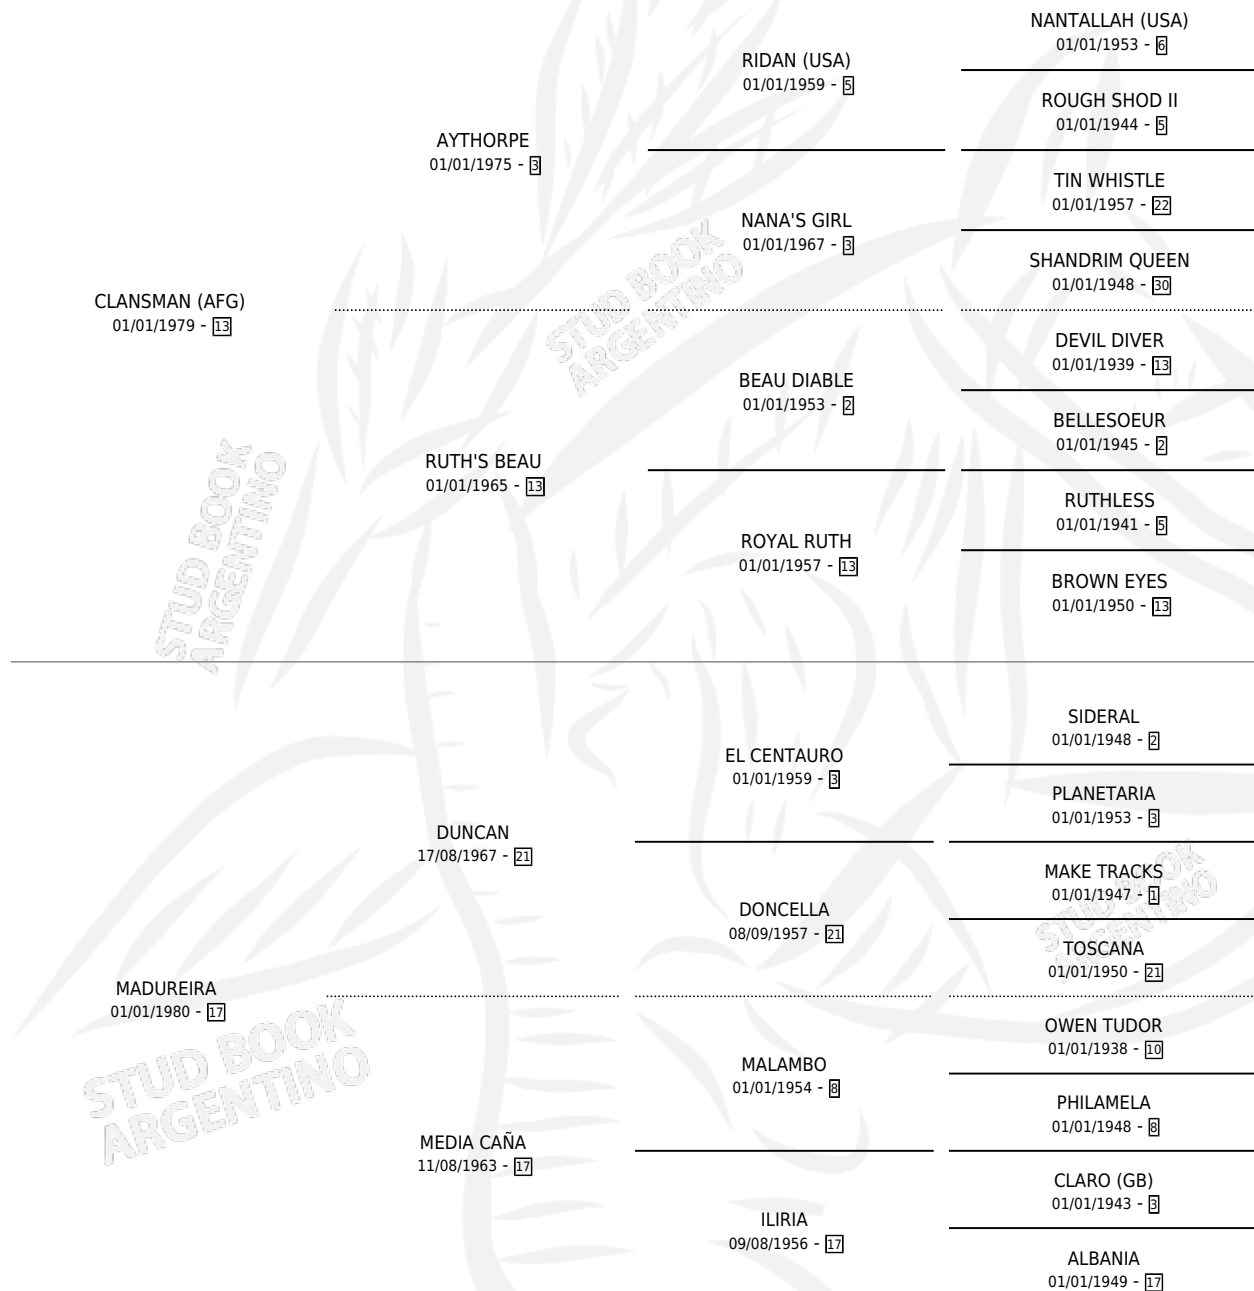 NANTALLAH (USA)
01/01/1953 - 6
RIDAN (USA)
01/01/1959 - 5
ROUGH SHOD II
01/01/1944 - 5
AYTHORPE
01/01/1975 - 3
TIN WHISTLE
01/01/1957 - 22
NANA'S GIRL
01/01/1967 - 3
SHANDRIM QUEEN
01/01/1948 - 30
CLANSMAN (AFG)
01/01/1979 - 13
DEVIL DIVER
01/01/1939 - 13
BEAU DIABLE
01/01/1953 - 2
BELLESOEUR
01/01/1945 - 2
RUTH'S BEAU
01/01/1965 - 13
RUTHLESS
01/01/1941 - 5
ROYAL RUTH
01/01/1957 - 13
BROWN EYES
01/01/1950 - 13
SIDERAL
01/01/1948 - 2
EL CENTAURO
01/01/1959 - 3
PLANETARIA
01/01/1953 - 3
DUNCAN
17/08/1967 - 21
MAKE TRACKS
01/01/1947 - 1
DONCELLA
08/09/1957 - 21
TOSCANA
01/01/1950 - 21
MADUREIRA
01/01/1980 - 17
OWEN TUDOR
01/01/1938 - 10
MALAMBO
01/01/1954 - 8
PHILAMELA
01/01/1948 - 8
MEDIA CAÑA
11/08/1963 - 17
CLARO (GB)
01/01/1943 - 3
ILIRIA
09/08/1956 - 17
ALBANIA
01/01/1949 - 17
STUD BOOK
ARGENTINO
STUD BOOK
ARGENTINO
STUD BOOK
ARGENTINO
STUD BOOK
ARGENTINO